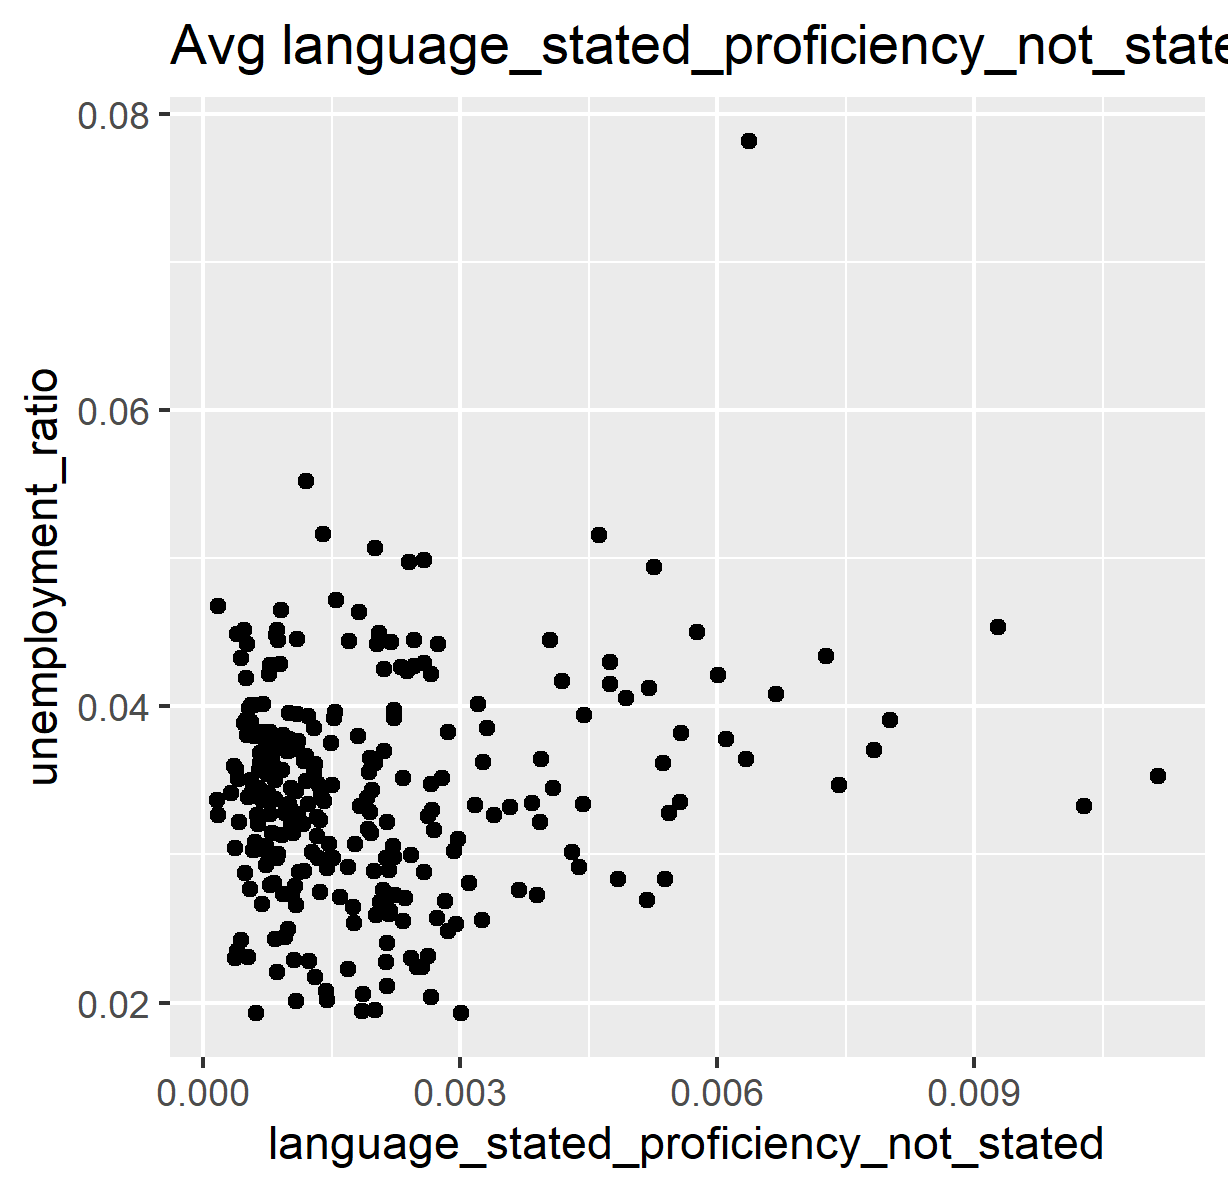 Avg language_stated_proficiency_not_state
0.08
0.06
0.04
0.02
unemployment_ratio
0.000 0.003 0.006 0.009
language_stated_proficiency_not_stated